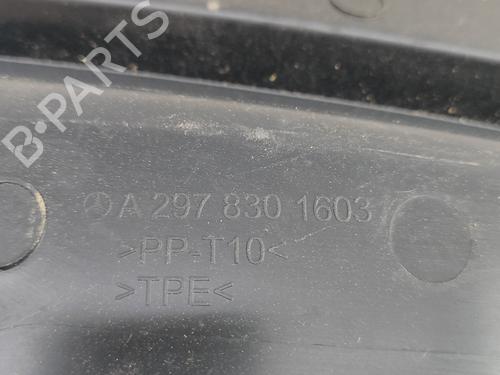 B-PARTS
A 297 830 1603
>PP-T10<
>TPE<